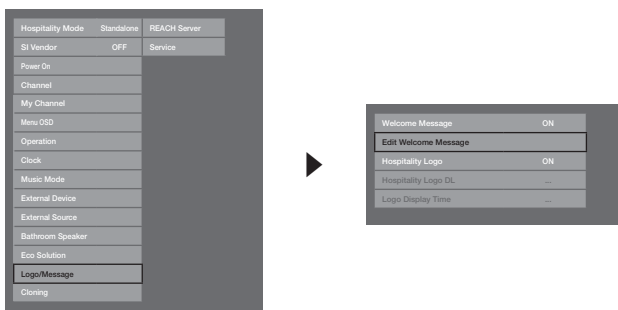 Hospitality Mode Standalone REACH Server
SI Vendor OFF Service
Power On
Channel
My Channel
Menu OSD
Operation
Clock
Music Mode
External Device
External Source
Bathroom Speaker
Eco Solution
Logo/Message
Cloning
Welcome Message ON
Edit Welcome Message
Hospitality Logo ON
Hospitality Logo DL ...
Logo Display Time ...